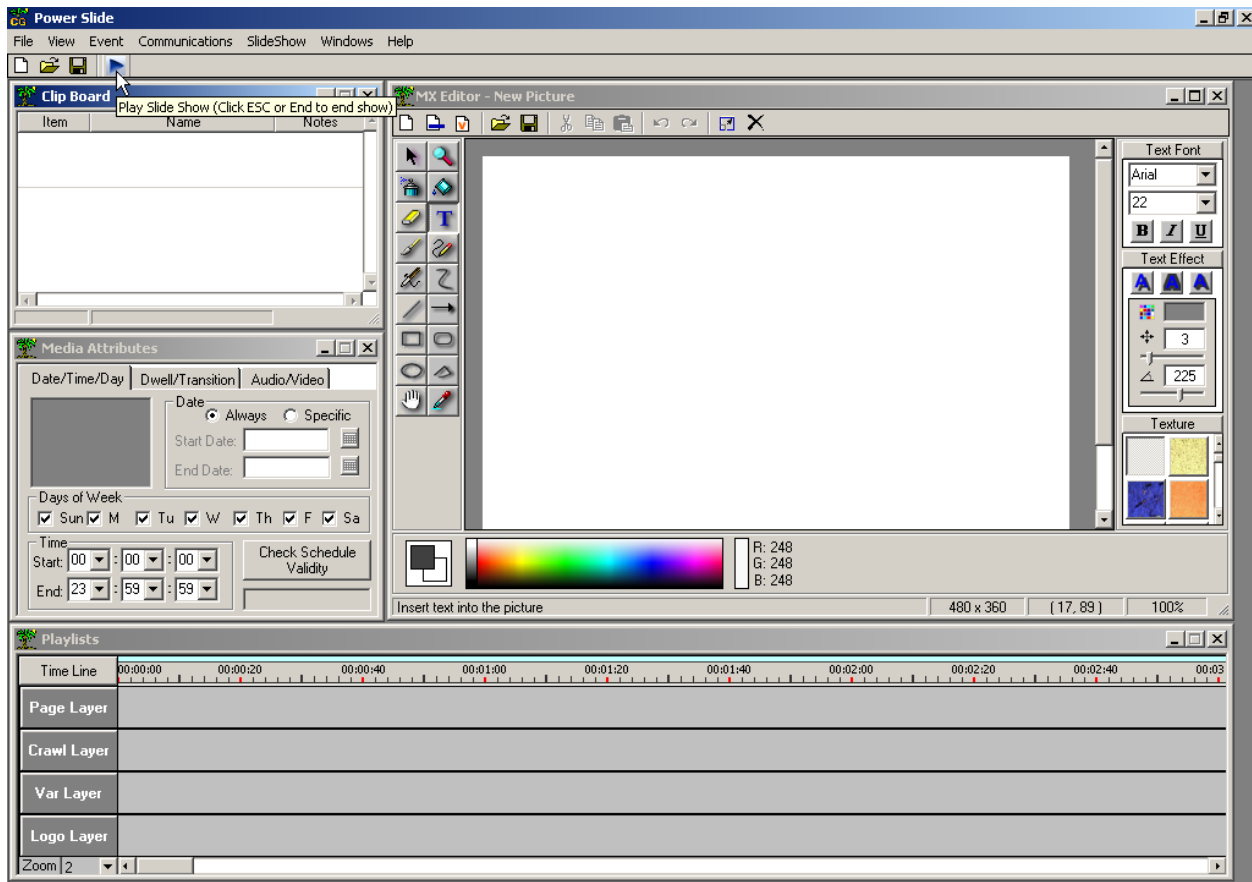 CG Power Slide
File View Event Communications SlideShow Windows Help
Clip Board
Play Slide Show (Click ESC or End to end show)
Item Name Notes
MX Editor - New Picture
T
Text Font
Arial
22
B I U
Text Effect
A A A
3
225
Texture
Media Attributes
Date/Time/Day Dwell/Transition Audio/Video
Date
Always Specific
Start Date:
End Date:
Days of Week
Sun M Tu W Th F Sa
Time
Start: 00 : 00 : 00
End: 23 : 59 : 59
Check Schedule
Validity
R: 248
G: 248
B: 248
Insert text into the picture 480 x 360 ( 17, 89 ) 100%
Playlists
Time Line 00:00:00 00:00:20 00:00:40 00:01:00 00:01:20 00:01:40 00:02:00 00:02:20 00:02:40 00:03
Page Layer
Crawl Layer
Var Layer
Logo Layer
Zoom 2